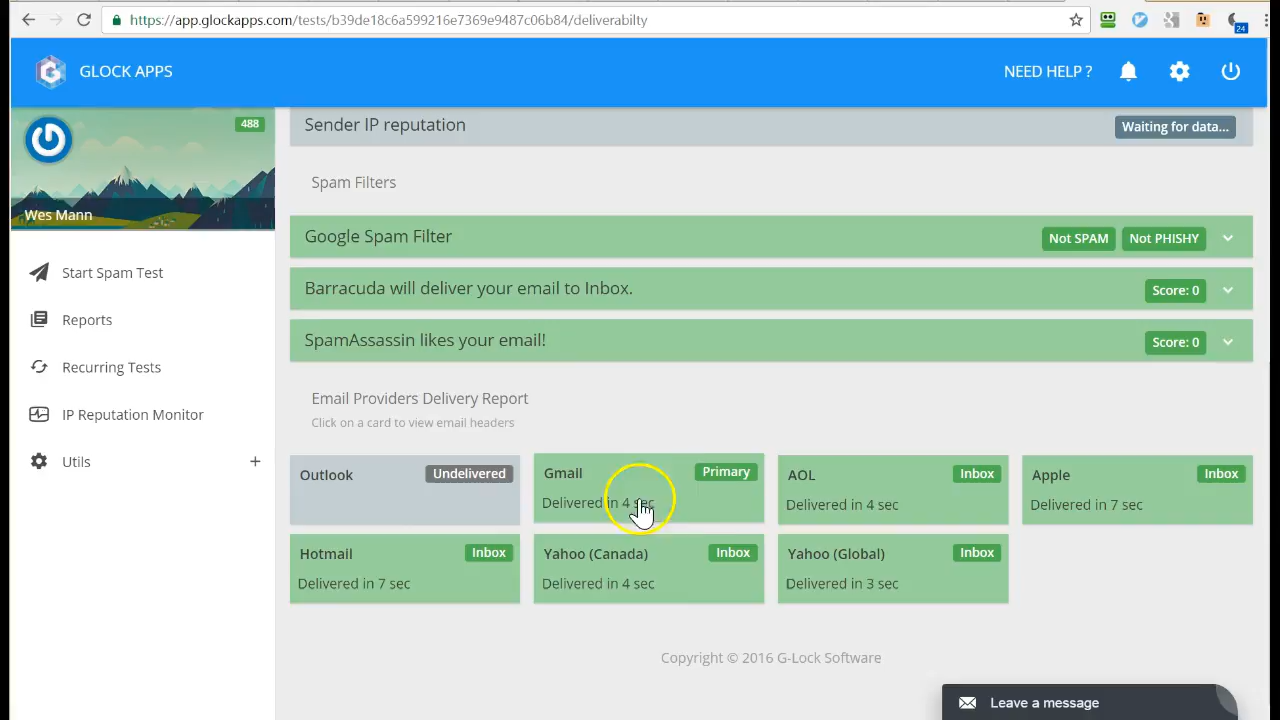 https://app.glockapps.com/tests/b39de18c6a599216e7369e9487c06b84/deliverabilty
24
GLOCK APPS
NEED HELP ?
488
Wes Mann
Start Spam Test
Reports
Recurring Tests
IP Reputation Monitor
Utils
Sender IP reputation
Waiting for data...
Spam Filters
Google Spam Filter
Not SPAM
Not PHISHY
Barracuda will deliver your email to Inbox.
Score: 0
SpamAssassin likes your email!
Score: 0
Email Providers Delivery Report
Click on a card to view email headers
Outlook
Undelivered
Gmail
Primary
Delivered in 4 sec
AOL
Inbox
Delivered in 4 sec
Apple
Inbox
Delivered in 7 sec
Hotmail
Inbox
Delivered in 7 sec
Yahoo (Canada)
Inbox
Delivered in 4 sec
Yahoo (Global)
Inbox
Delivered in 3 sec
Copyright © 2016 G-Lock Software
Leave a message